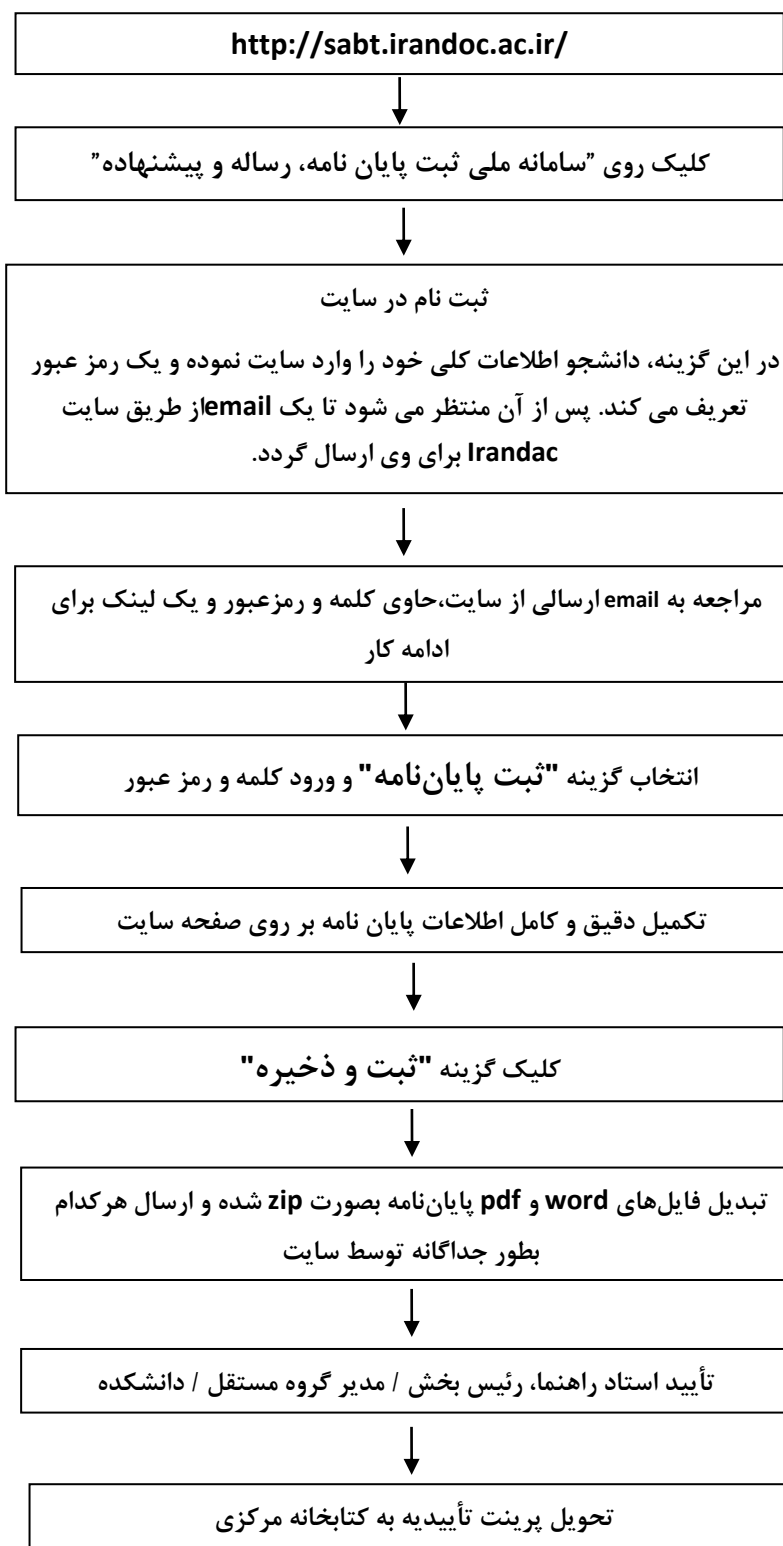 http://sabt.irandoc.ac.ir/
کلیک روی ”سامانه ملی ثبت پایان نامه، رساله و پیشنهاده”
ثبت نام در سایت
در این گزینه، دانشجو اطلاعات کلی خود را وارد سایت نموده و یک رمز عبور
تعریف می کند. پس از آن منتظر می شود تا یک emailاز طریق سایت
Irandac برای وی ارسال گردد.
مراجعه به email ارسالی از سایت،حاوی کلمه و رمزعبور و یک لینک برای
ادامه کار
انتخاب گزینه "ثبت پایان‌نامه" و ورود کلمه و رمز عبور
تکمیل دقیق و کامل اطلاعات پایان نامه بر روی صفحه سایت
کلیک گزینه "ثبت و ذخیره"
تبدیل فایل‌های word و pdf پایان‌نامه بصورت zip شده و ارسال هرکدام
بطور جداگانه توسط سایت
تأیید استاد راهنما، رئیس بخش / مدیر گروه مستقل / دانشکده
تحویل پرینت تأییدیه به کتابخانه مرکزی